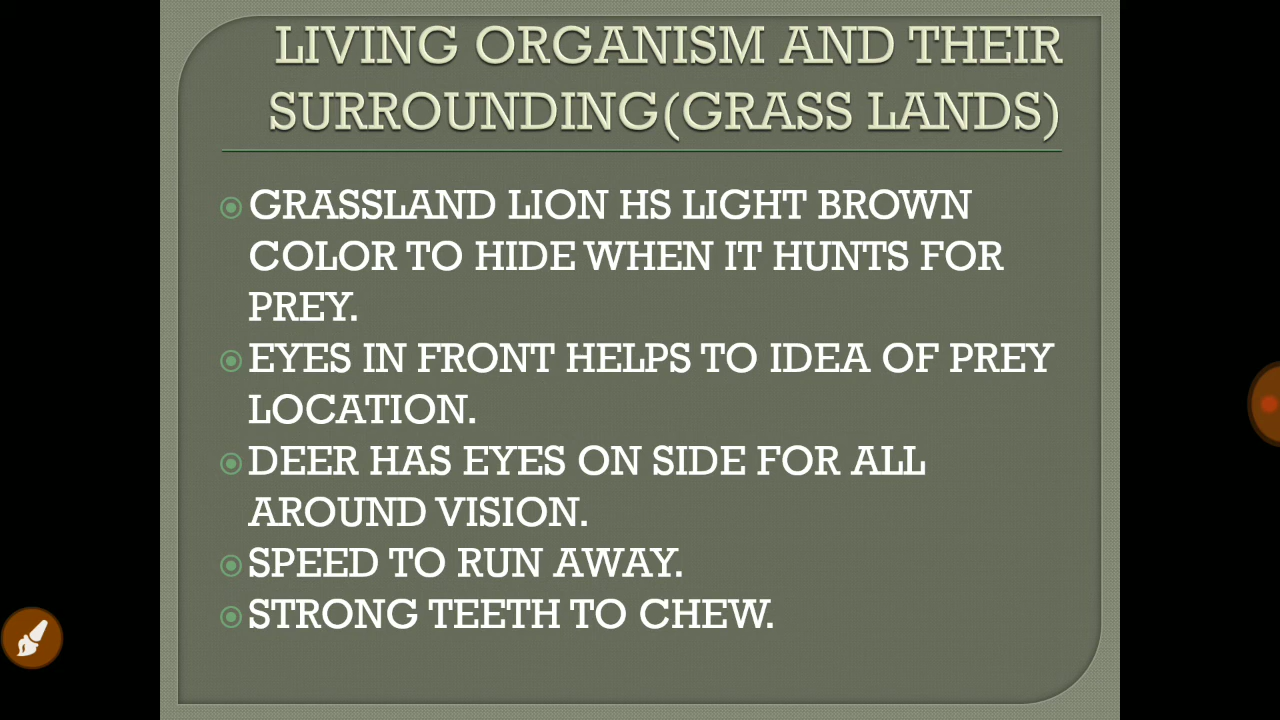 LIVING ORGANISM AND THEIR
SURROUNDING(GRASS LANDS)
GRASSLAND LION HS LIGHT BROWN
COLOR TO HIDE WHEN IT HUNTS FOR
PREY.
EYES IN FRONT HELPS TO IDEA OF PREY
LOCATION.
DEER HAS EYES ON SIDE FOR ALL
AROUND VISION.
SPEED TO RUN AWAY.
STRONG TEETH TO CHEW.